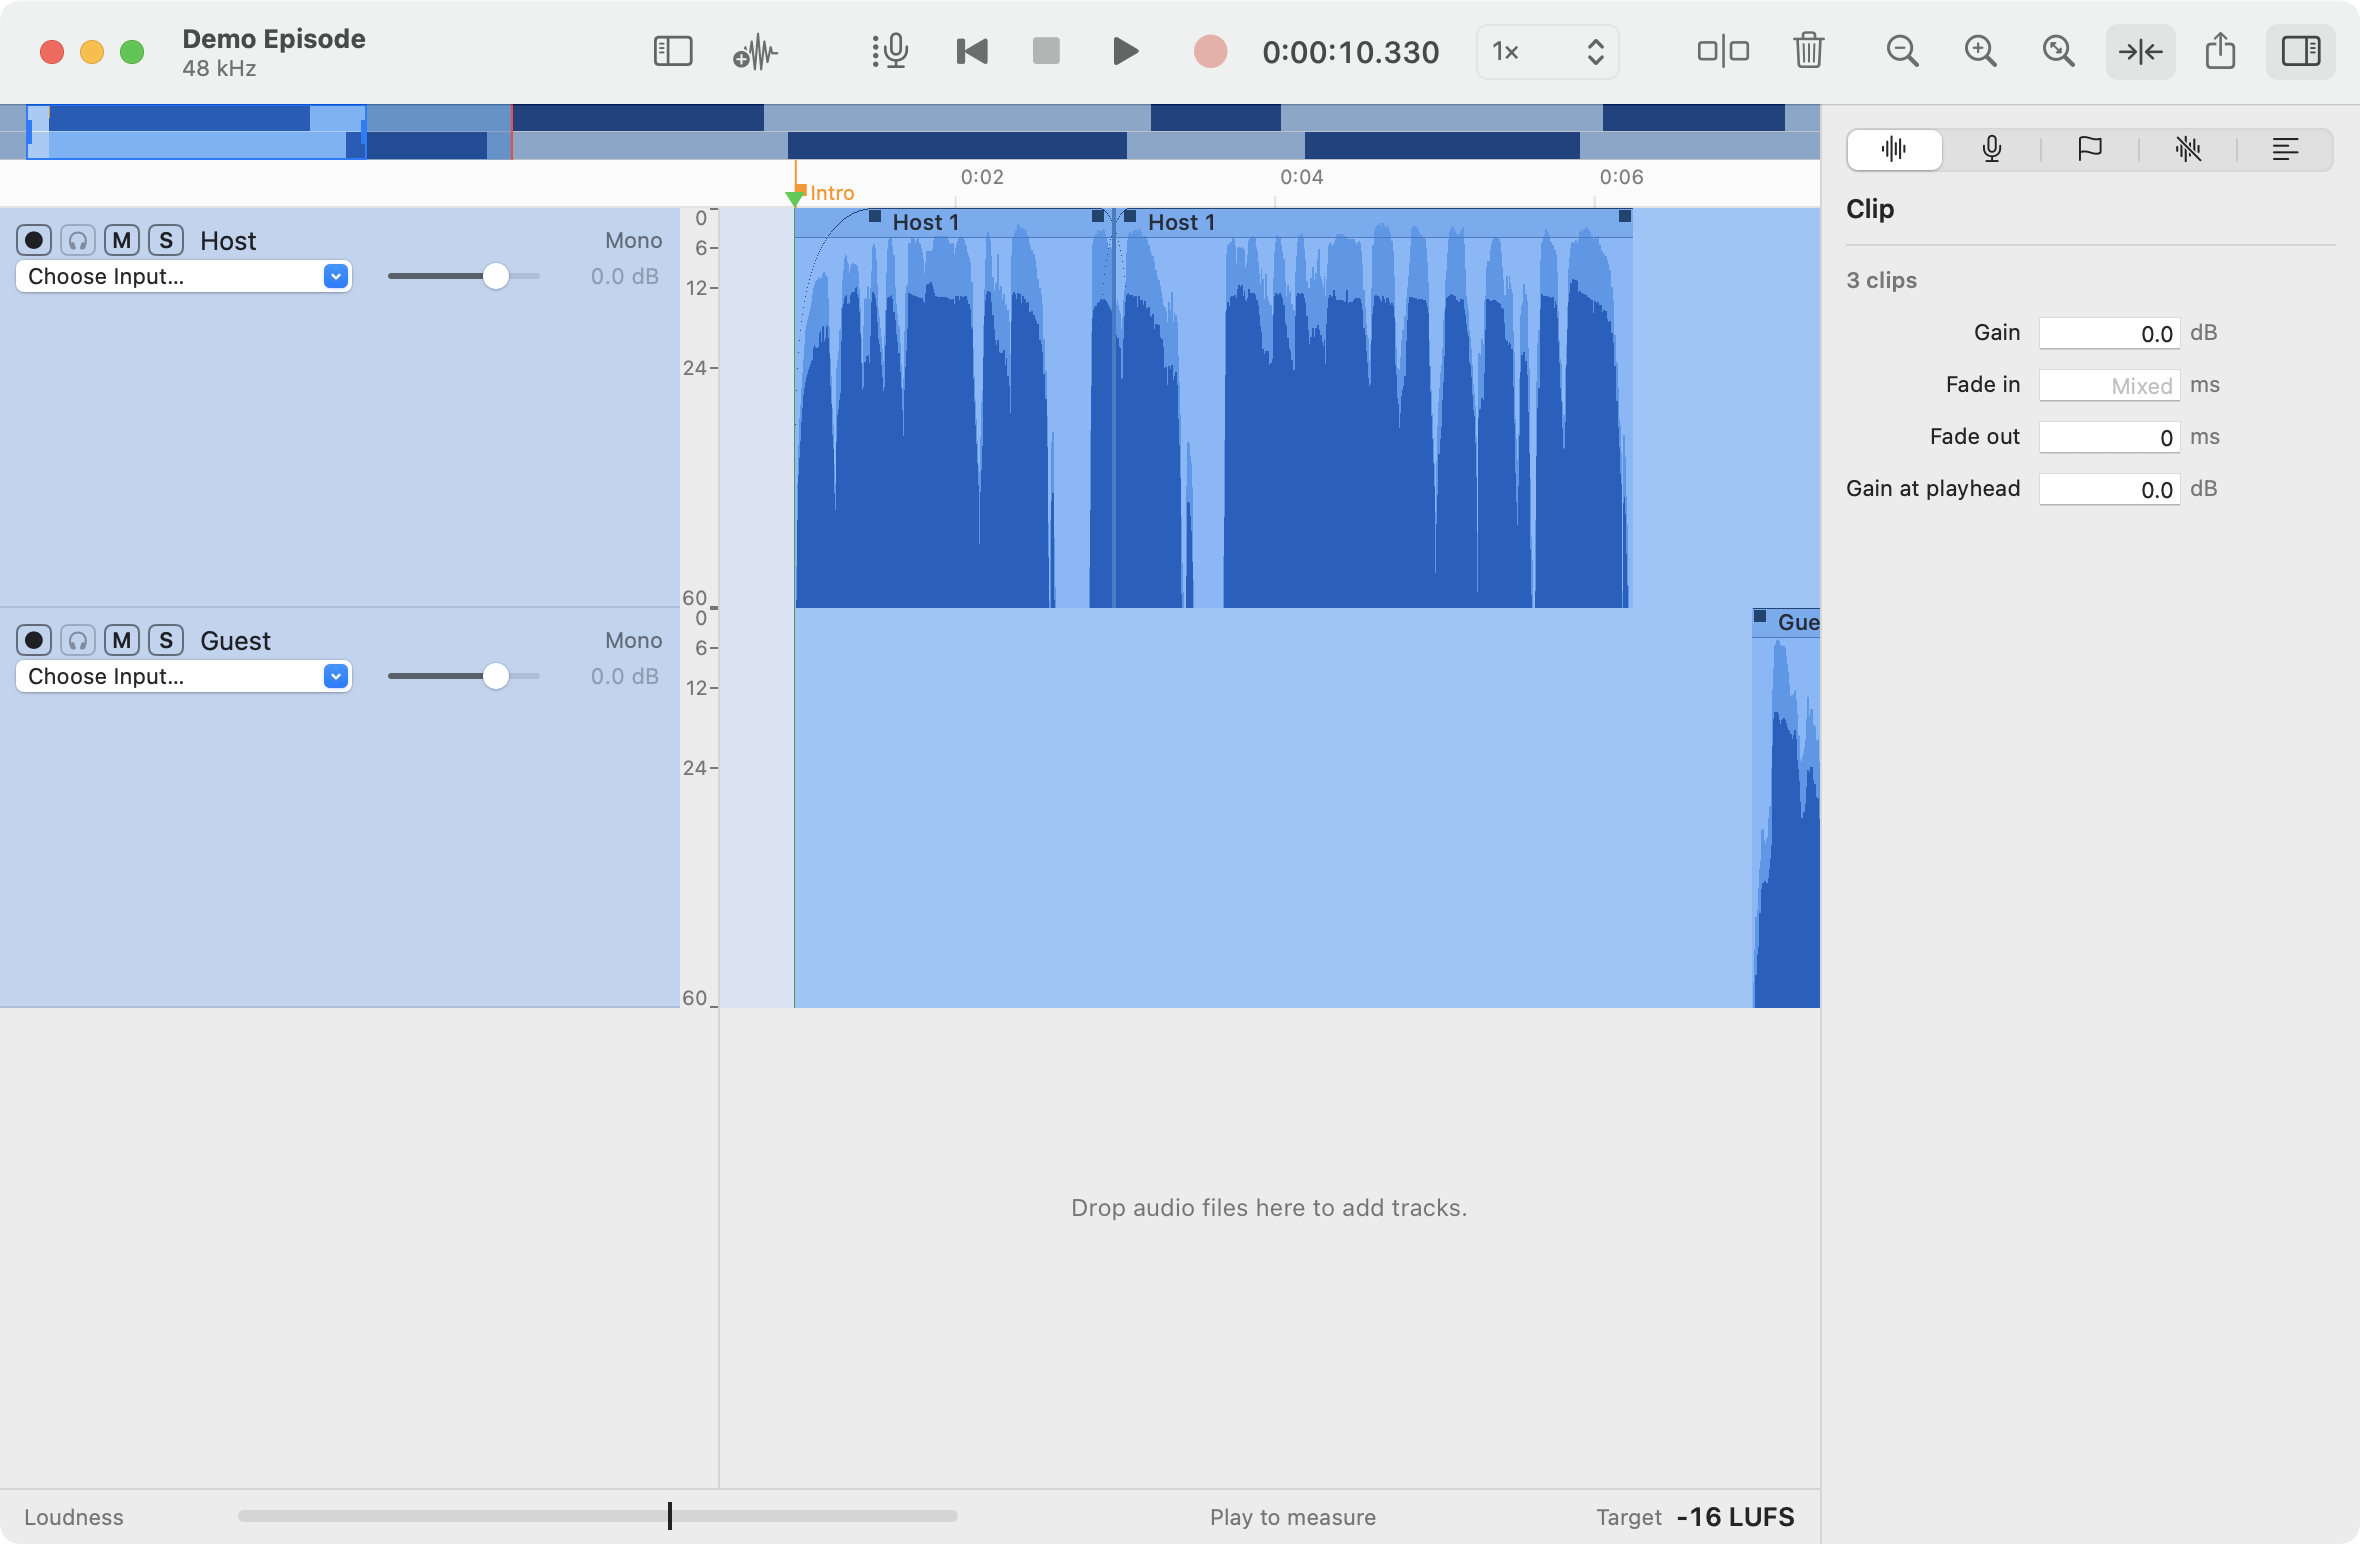 Demo Episode
48 kHz
0:00:10.330
1×
0:02
0:04
0:06
Intro
M
S
Host
Mono
Choose Input...
0.0 dB
0
6
12
24
60
Host 1
Host 1
M
S
Guest
Mono
Choose Input...
0.0 dB
0
6
12
24
60
Gue
Drop audio files here to add tracks.
Loudness
Play to measure
Target -16 LUFS
Clip
3 clips
Gain 0.0 dB
Fade in Mixed ms
Fade out 0 ms
Gain at playhead 0.0 dB